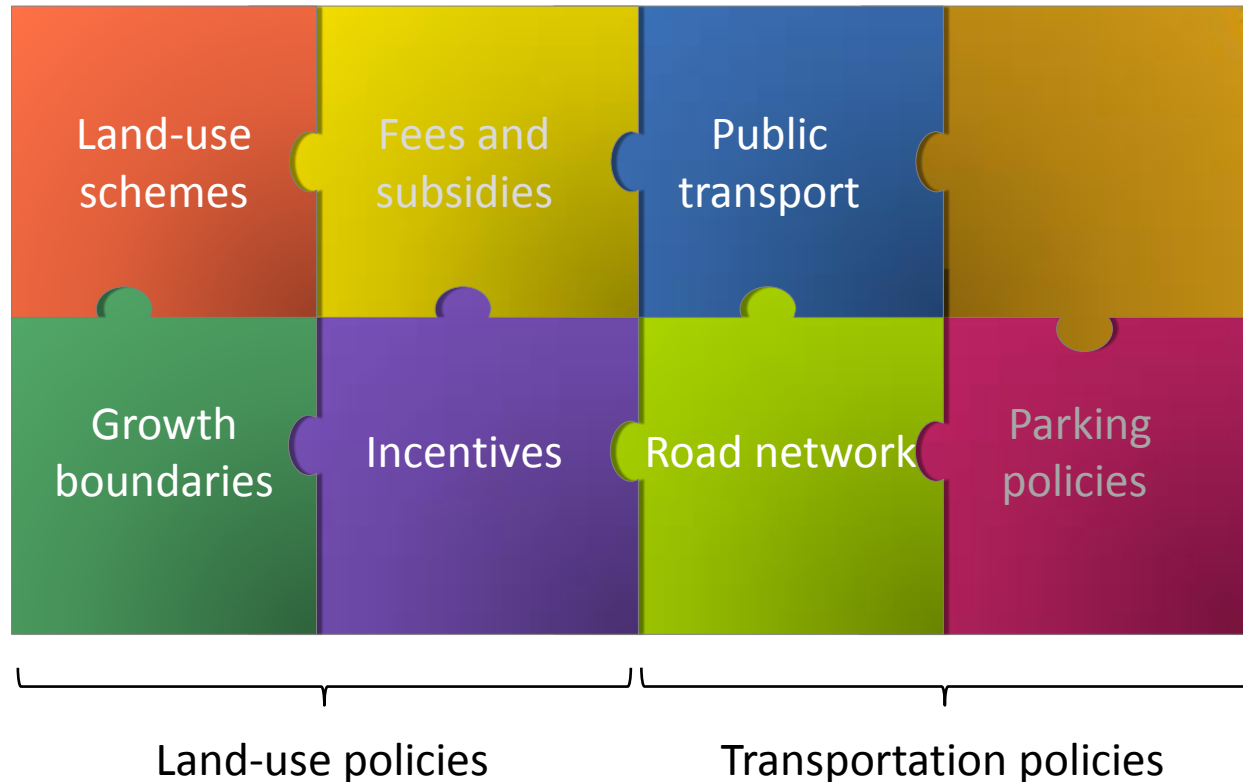 Land-use
schemes
Fees and
subsidies
Public
transport
Growth
boundaries
Incentives
Road network
Parking
policies
Land-use policies
Transportation policies